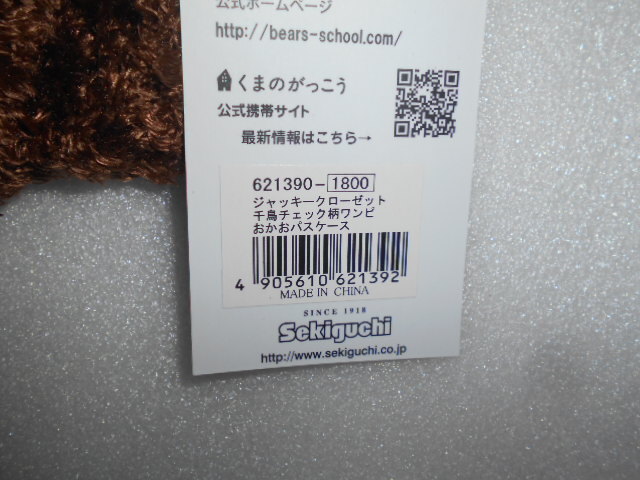 公式ホームページ
http://bears-school.com/
くまのがっこう
公式携帯サイト
最新情報はこちら→
621390-1800
ジャッキークローゼット
千鳥チェック柄ワンピ
おかおパスケース
4 905610 621392
MADE IN CHINA
SINCE 1918
Sekiguchi
http://www.sekiguchi.co.jp